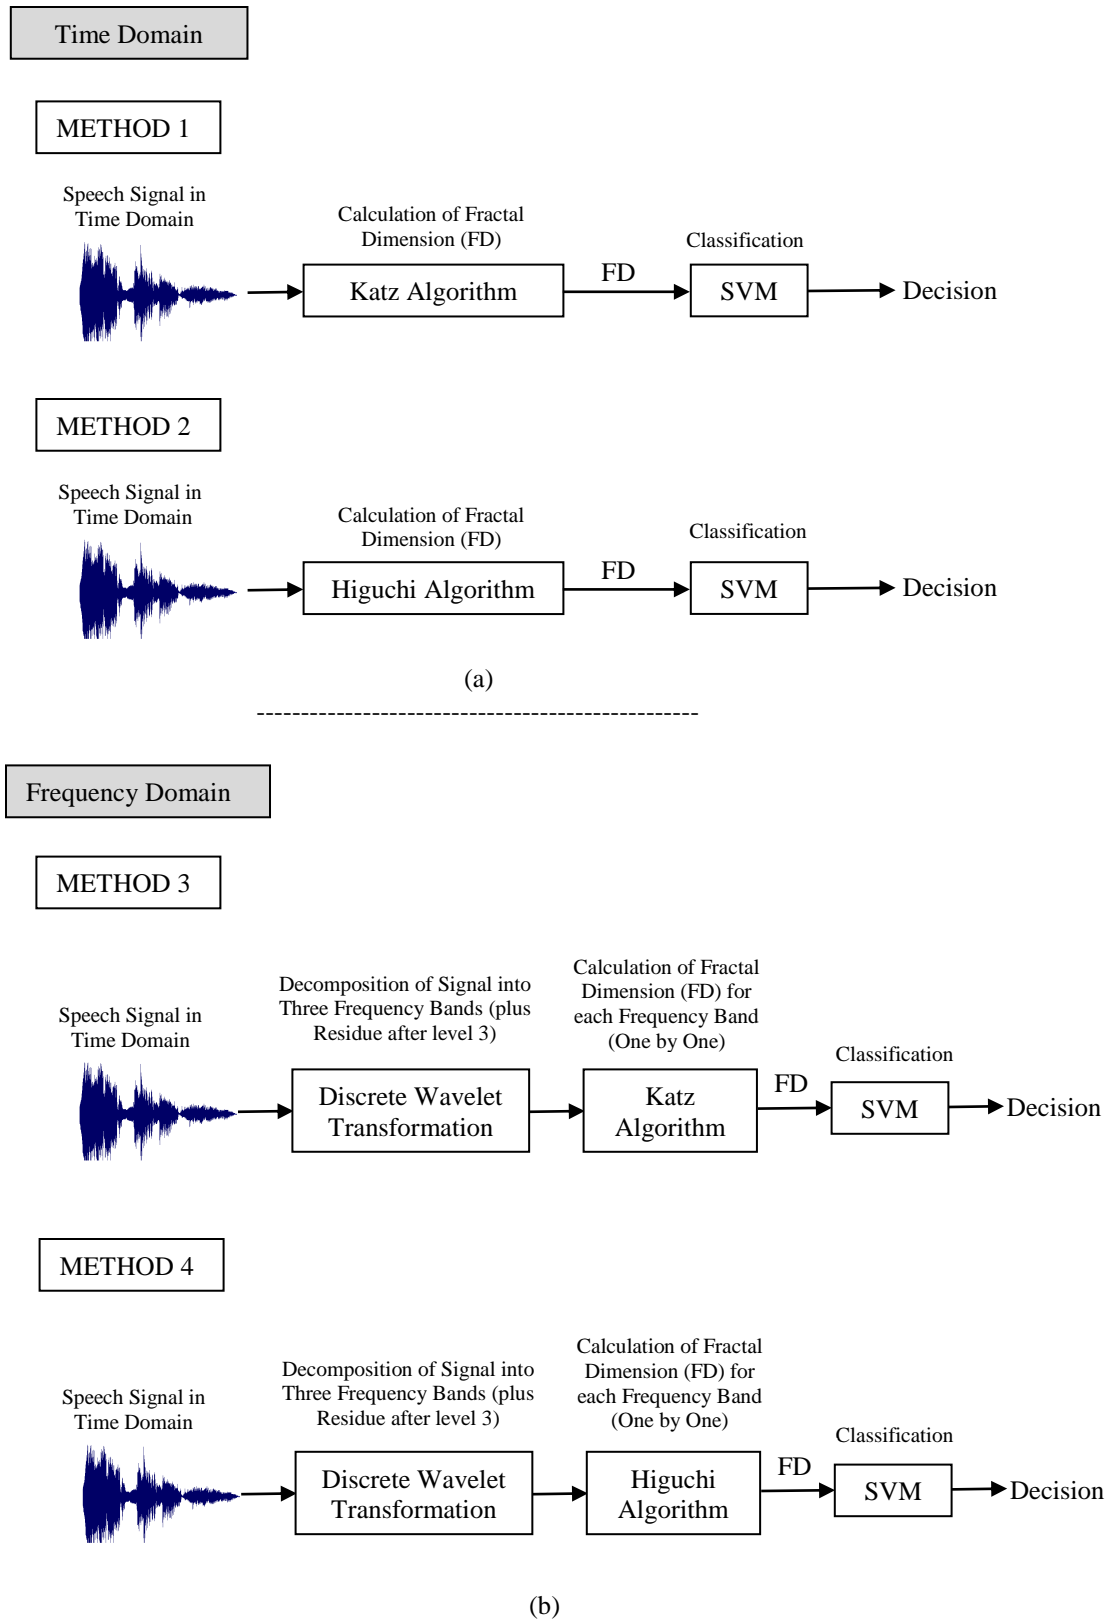 Time Domain
METHOD 1
Speech Signal in
Time Domain
Calculation of Fractal
Dimension (FD)
Classification
Katz Algorithm
FD
SVM
Decision
METHOD 2
Speech Signal in
Time Domain
Calculation of Fractal
Dimension (FD)
Classification
Higuchi Algorithm
FD
SVM
Decision
(a)
--------------------------------------------------
Frequency Domain
METHOD 3
Speech Signal in
Time Domain
Decomposition of Signal into
Three Frequency Bands (plus
Residue after level 3)
Calculation of Fractal
Dimension (FD) for
each Frequency Band
(One by One)
Classification
Discrete Wavelet
Transformation
Katz
Algorithm
FD
SVM
Decision
METHOD 4
Speech Signal in
Time Domain
Decomposition of Signal into
Three Frequency Bands (plus
Residue after level 3)
Calculation of Fractal
Dimension (FD) for
each Frequency Band
(One by One)
Classification
Discrete Wavelet
Transformation
Higuchi
Algorithm
FD
SVM
Decision
(b)